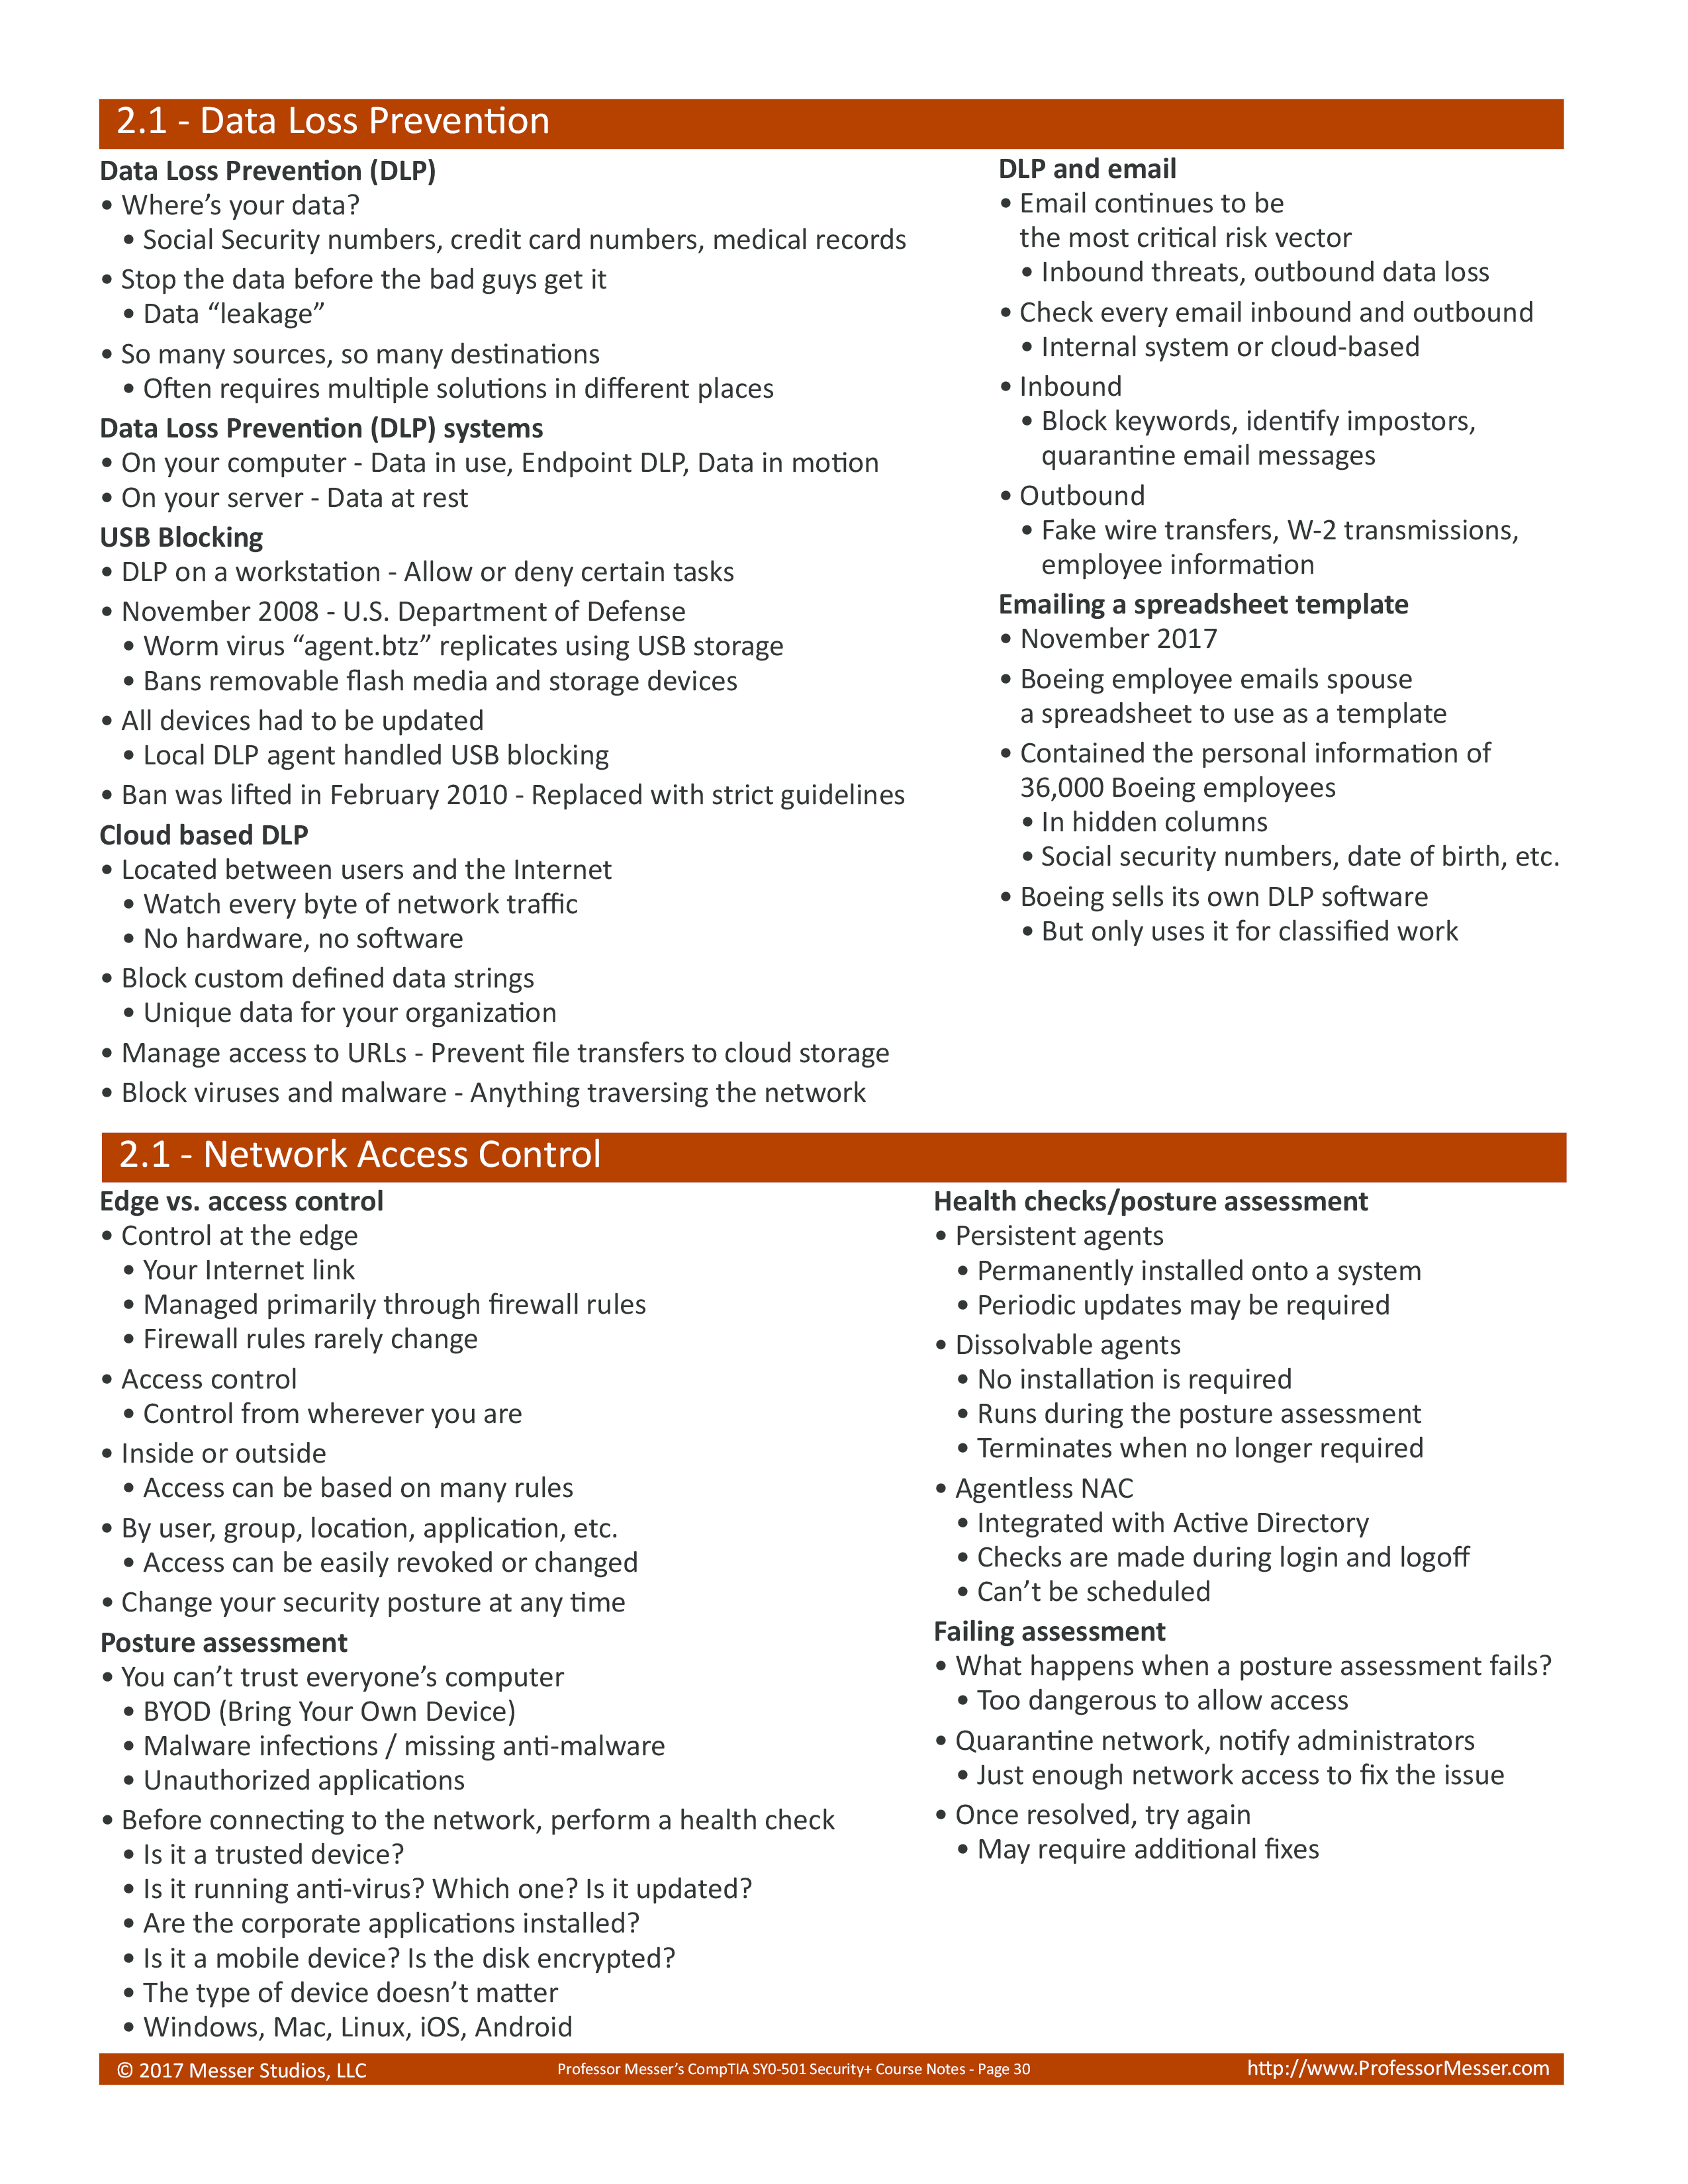 2.1 - Data Loss Prevention
Data Loss Prevention (DLP)
• Where’s your data?
• Social Security numbers, credit card numbers, medical records
• Stop the data before the bad guys get it
• Data “leakage”
• So many sources, so many destinations
• Often requires multiple solutions in different places
Data Loss Prevention (DLP) systems
• On your computer - Data in use, Endpoint DLP, Data in motion
• On your server - Data at rest
USB Blocking
• DLP on a workstation - Allow or deny certain tasks
• November 2008 - U.S. Department of Defense
• Worm virus “agent.btz” replicates using USB storage
• Bans removable flash media and storage devices
• All devices had to be updated
• Local DLP agent handled USB blocking
• Ban was lifted in February 2010 - Replaced with strict guidelines
Cloud based DLP
• Located between users and the Internet
• Watch every byte of network traffic
• No hardware, no software
• Block custom defined data strings
• Unique data for your organization
• Manage access to URLs - Prevent file transfers to cloud storage
• Block viruses and malware - Anything traversing the network
DLP and email
• Email continues to be
the most critical risk vector
• Inbound threats, outbound data loss
• Check every email inbound and outbound
• Internal system or cloud-based
• Inbound
• Block keywords, identify impostors,
quarantine email messages
• Outbound
• Fake wire transfers, W-2 transmissions,
employee information
Emailing a spreadsheet template
• November 2017
• Boeing employee emails spouse
a spreadsheet to use as a template
• Contained the personal information of
36,000 Boeing employees
• In hidden columns
• Social security numbers, date of birth, etc.
• Boeing sells its own DLP software
• But only uses it for classified work
2.1 - Network Access Control
Edge vs. access control
• Control at the edge
• Your Internet link
• Managed primarily through firewall rules
• Firewall rules rarely change
• Access control
• Control from wherever you are
• Inside or outside
• Access can be based on many rules
• By user, group, location, application, etc.
• Access can be easily revoked or changed
• Change your security posture at any time
Posture assessment
• You can’t trust everyone’s computer
• BYOD (Bring Your Own Device)
• Malware infections / missing anti-malware
• Unauthorized applications
• Before connecting to the network, perform a health check
• Is it a trusted device?
• Is it running anti-virus? Which one? Is it updated?
• Are the corporate applications installed?
• Is it a mobile device? Is the disk encrypted?
• The type of device doesn’t matter
• Windows, Mac, Linux, iOS, Android
Health checks/posture assessment
• Persistent agents
• Permanently installed onto a system
• Periodic updates may be required
• Dissolvable agents
• No installation is required
• Runs during the posture assessment
• Terminates when no longer required
• Agentless NAC
• Integrated with Active Directory
• Checks are made during login and logoff
• Can’t be scheduled
Failing assessment
• What happens when a posture assessment fails?
• Too dangerous to allow access
• Quarantine network, notify administrators
• Just enough network access to fix the issue
• Once resolved, try again
• May require additional fixes
© 2017 Messer Studios, LLC
Professor Messer’s CompTIA SY0-501 Security+ Course Notes - Page 30
http://www.ProfessorMesser.com